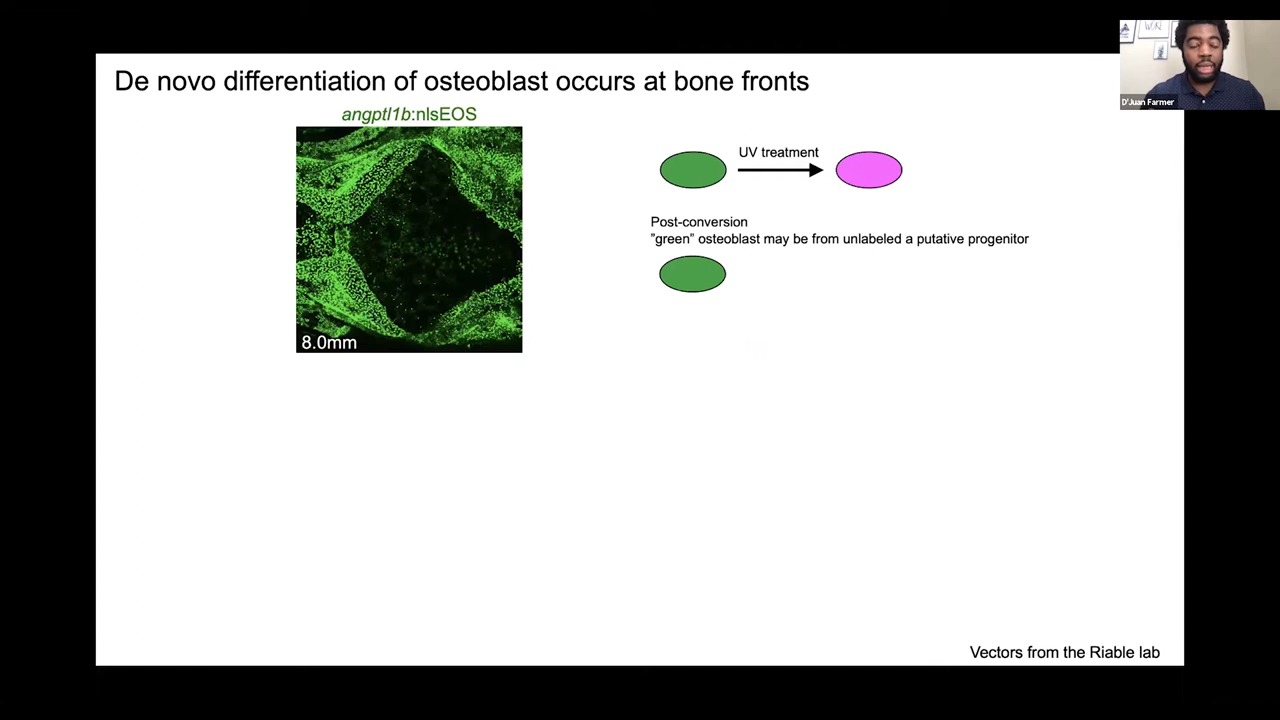 De novo differentiation of osteoblast occurs at bone fronts
angptl1b:nlsEOS
8.0mm
UV treatment
Post-conversion
"green" osteoblast may be from unlabeled a putative progenitor
Vectors from the Riable lab
D'Juan Farmer